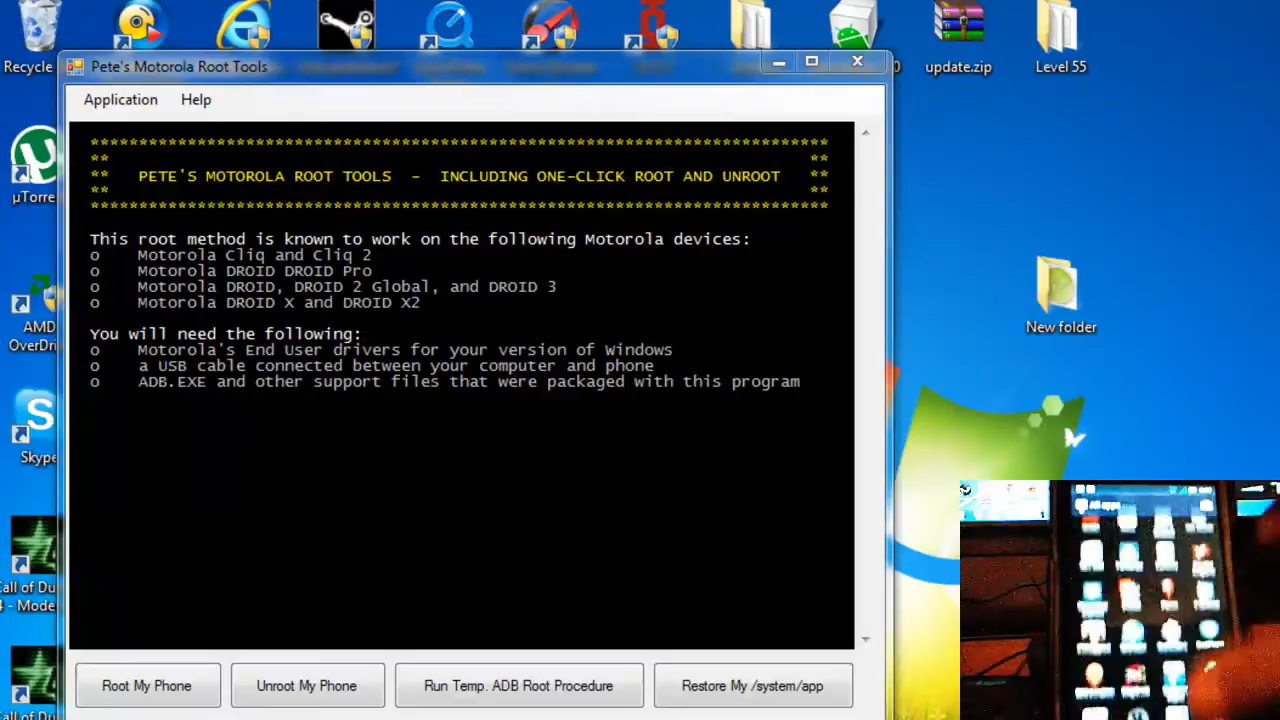 Recycle
update.zip
Level 55
Pete's Motorola Root Tools
Application Help
****************************************************************************
** **
** PETE'S MOTOROLA ROOT TOOLS - INCLUDING ONE-CLICK ROOT AND UNROOT **
** **
****************************************************************************
This root method is known to work on the following Motorola devices:
o Motorola Cliq and Cliq 2
o Motorola DROID DROID Pro
o Motorola DROID, DROID 2 Global, and DROID 3
o Motorola DROID X and DROID X2
You will need the following:
o Motorola's End User drivers for your version of Windows
o a USB cable connected between your computer and phone
o ADB.EXE and other support files that were packaged with this program
µTorre
AMD
OverDri
Skype
Call of Du
4 - Mode
Call of Du
New folder
Root My Phone
Unroot My Phone
Run Temp. ADB Root Procedure
Restore My /system/app